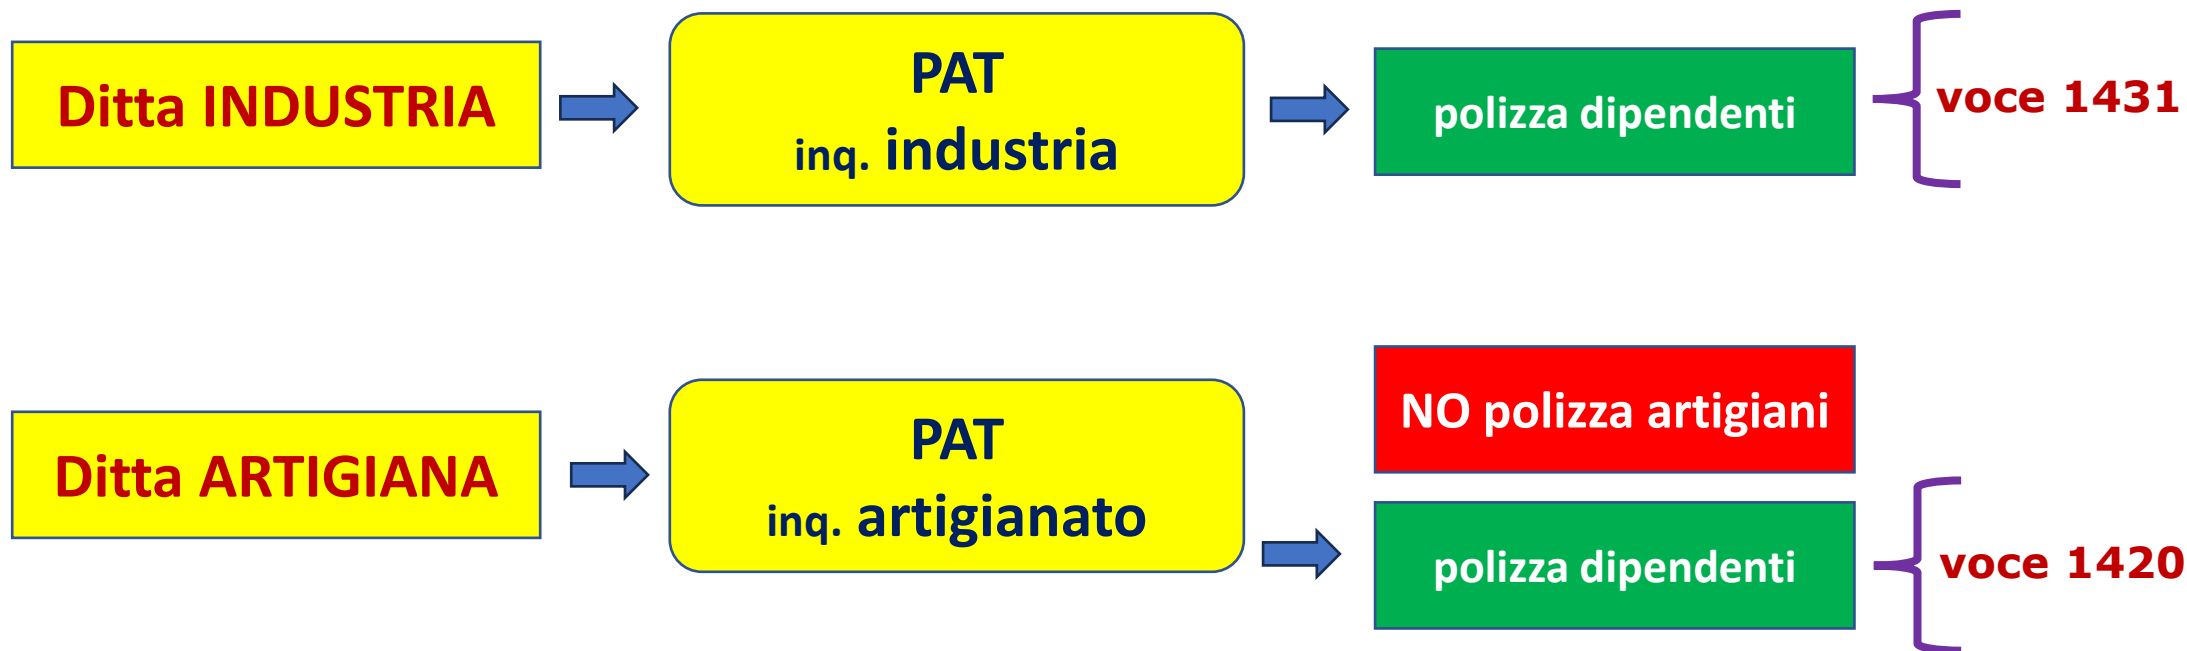 Ditta INDUSTRIA
PAT
inq. industria
polizza dipendenti
voce 1431
Ditta ARTIGIANA
PAT
inq. artigianato
NO polizza artigiani
polizza dipendenti
voce 1420